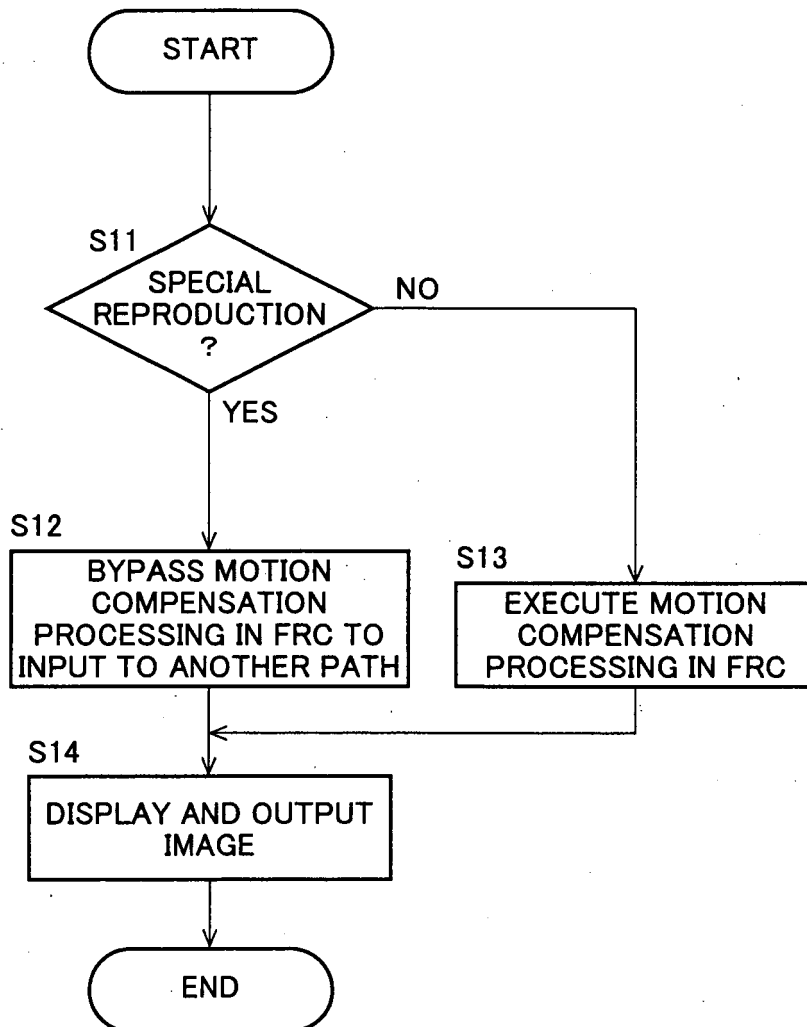 START
S11
SPECIAL
REPRODUCTION
?
NO
YES
S12
BYPASS MOTION
COMPENSATION
PROCESSING IN FRC TO
INPUT TO ANOTHER PATH
S13
EXECUTE MOTION
COMPENSATION
PROCESSING IN FRC
S14
DISPLAY AND OUTPUT
IMAGE
END